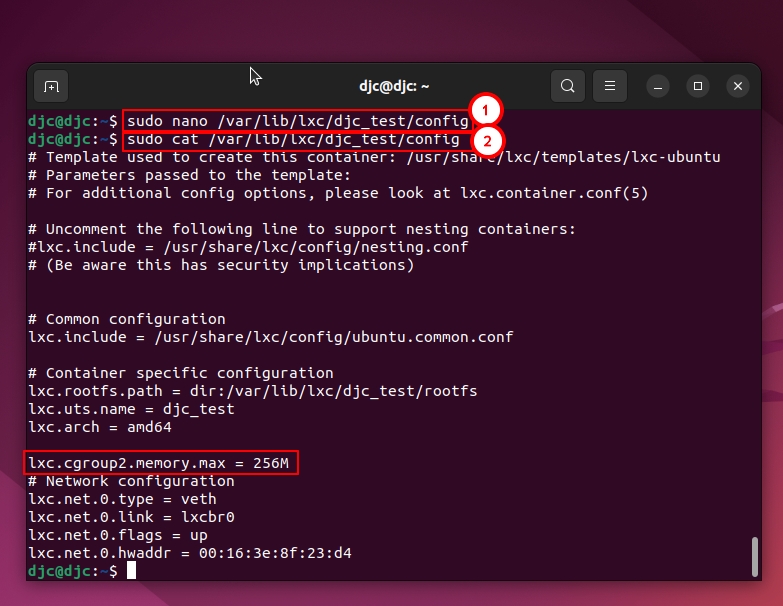 djc@djc: ~
djc@djc:~$ sudo nano /var/lib/lxc/djc_test/config
1
djc@djc:~$ sudo cat /var/lib/lxc/djc_test/config
2
# Template used to create this container: /usr/share/lxc/templates/lxc-ubuntu
# Parameters passed to the template:
# For additional config options, please look at lxc.container.conf(5)
# Uncomment the following line to support nesting containers:
#lxc.include = /usr/share/lxc/config/nesting.conf
# (Be aware this has security implications)
# Common configuration
lxc.include = /usr/share/lxc/config/ubuntu.common.conf
# Container specific configuration
lxc.rootfs.path = dir:/var/lib/lxc/djc_test/rootfs
lxc.uts.name = djc_test
lxc.arch = amd64
lxc.cgroup2.memory.max = 256M
# Network configuration
lxc.net.0.type = veth
lxc.net.0.link = lxcbr0
lxc.net.0.flags = up
lxc.net.0.hwaddr = 00:16:3e:8f:23:d4
djc@djc:~$